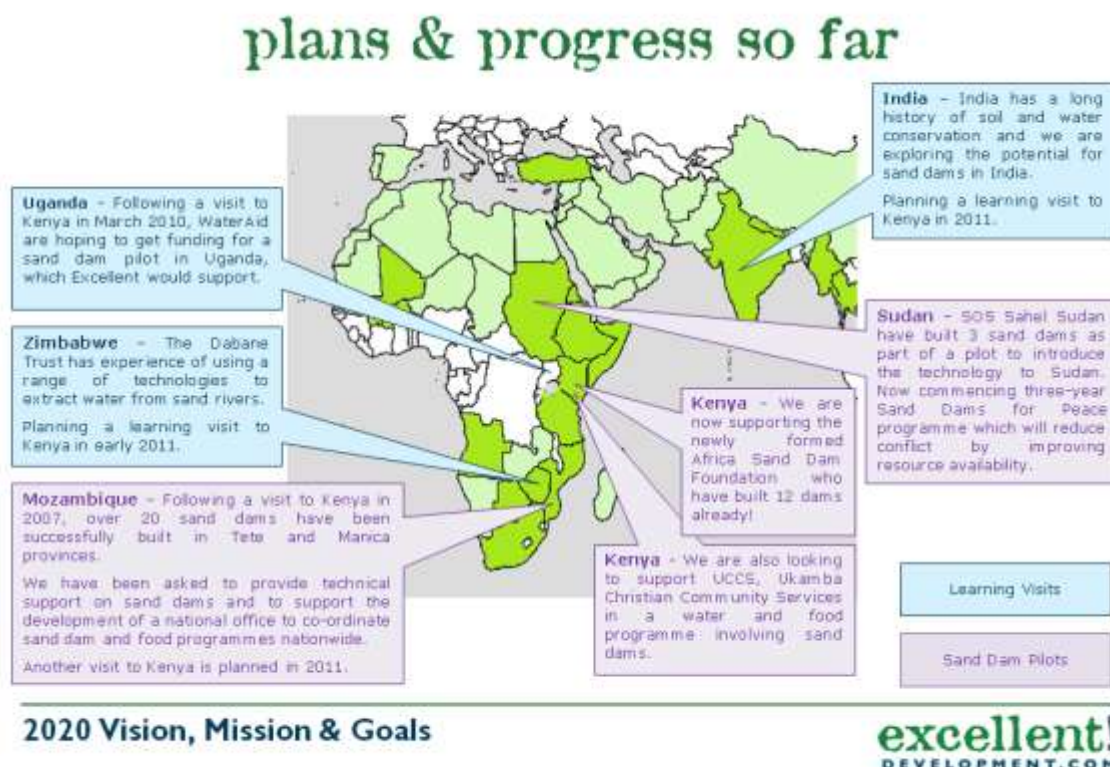 plans & progress so far
India – India has a long
history of soil and water
conservation and we are
exploring the potential for
sand dams in India.
Planning a learning visit to
Kenya in 2011.
Uganda – Following a visit to
Kenya in March 2010, WaterAid
are hoping to get funding for a
sand dam pilot in Uganda,
which Excellent would support.
Zimbabwe – The Dabane
Trust has experience of using a
range of technologies to
extract water from sand rivers.
Planning a learning visit to
Kenya in early 2011.
Sudan – SOS Sahel Sudan
have built 3 sand dams as
part of a pilot to introduce
the technology to Sudan.
Now commencing three-year
Sand Dams for Peace
programme which will reduce
conflict by improving
resource availability.
Kenya – We are
now supporting the
newly formed
Africa Sand Dam
Foundation who
have built 12 dams
already!
Mozambique – Following a visit to Kenya in
2007, over 20 sand dams have been
successfully built in Tete and Manica
provinces.
We have been asked to provide technical
support on sand dams and to support the
development of a national office to co-ordinate
sand dam and food programmes nationwide.
Another visit to Kenya is planned in 2011.
Kenya - We are also looking
to support UCCS, Ukamba
Christian Community Services
in a water and food
programme involving sand
dams.
Learning Visits
Sand Dam Pilots
2020 Vision, Mission & Goals
excellent!
DEVELOPMENT.COM